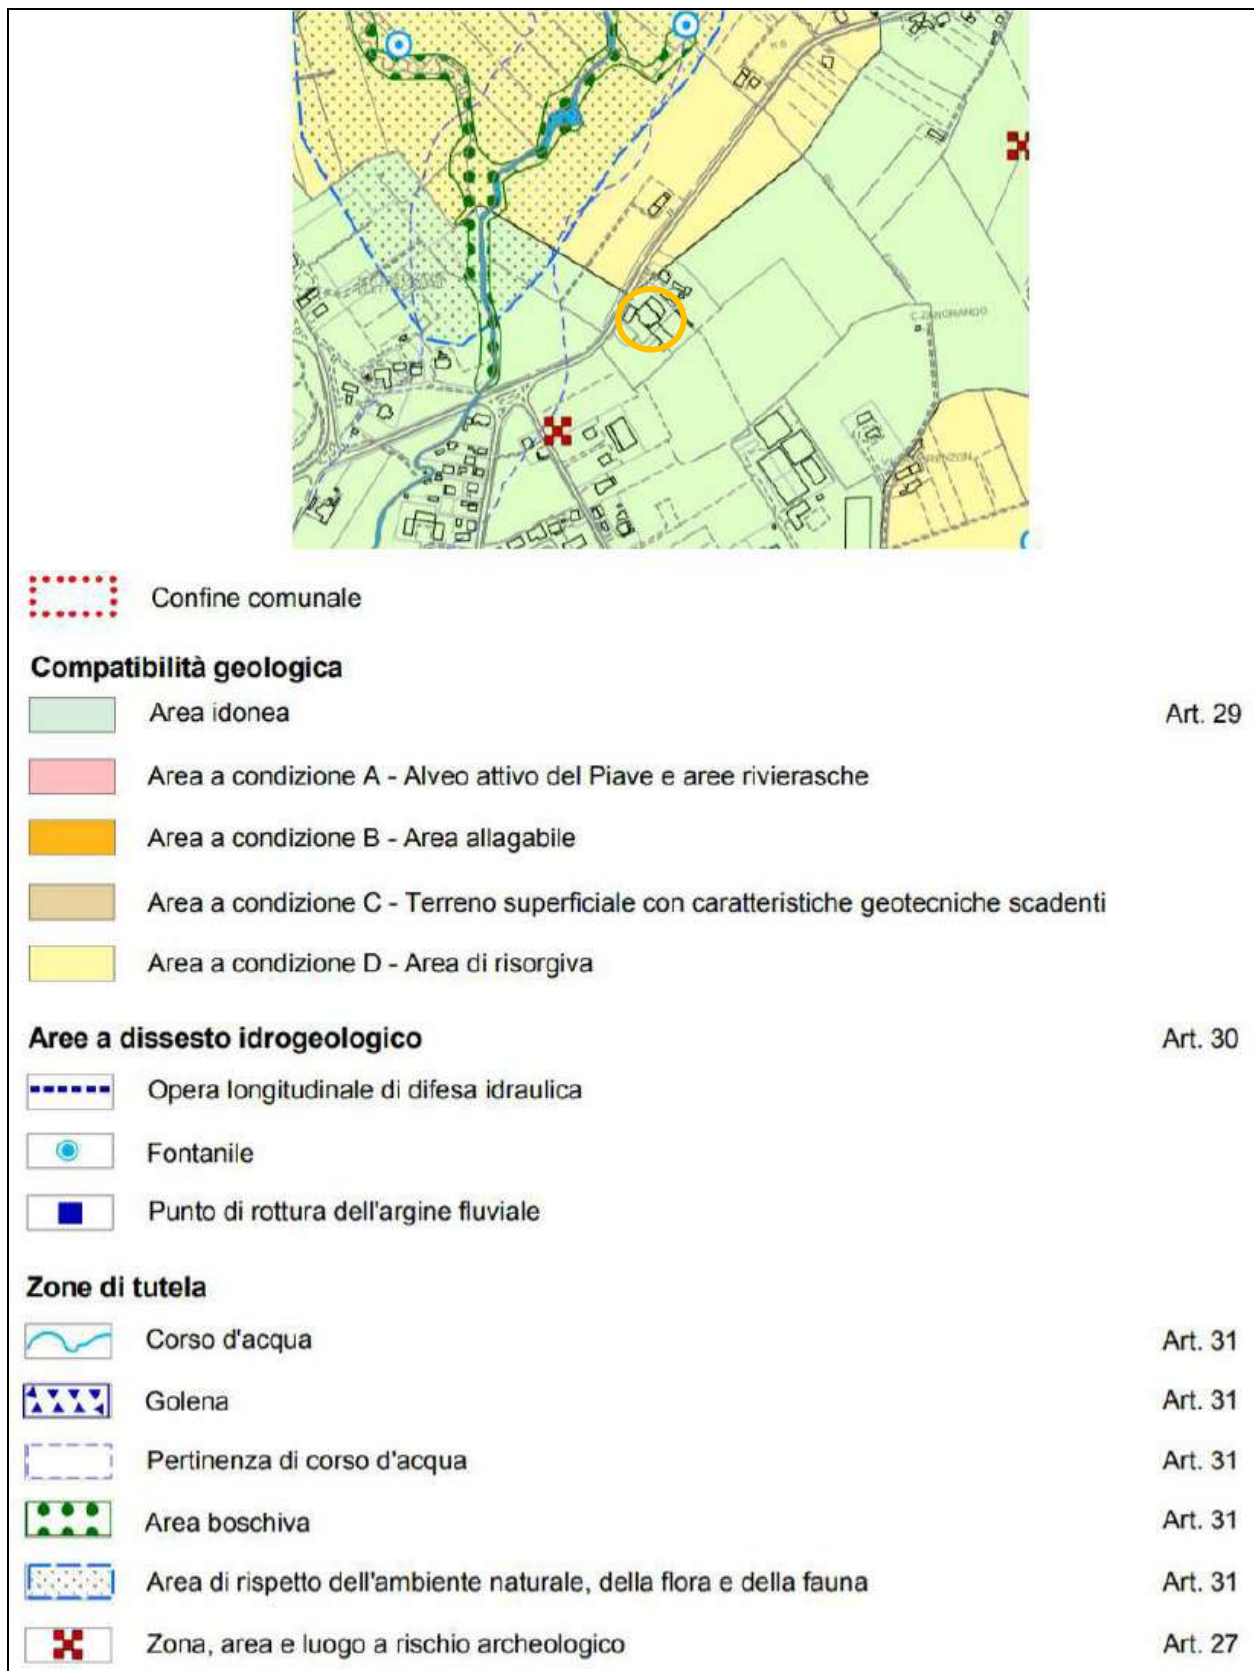 C.ZANGRANDO
Confine comunale
Compatibilità geologica
Area idonea Art. 29
Area a condizione A - Alveo attivo del Piave e aree rivierasche
Area a condizione B - Area allagabile
Area a condizione C - Terreno superficiale con caratteristiche geotecniche scadenti
Area a condizione D - Area di risorgiva
Aree a dissesto idrogeologico Art. 30
Opera longitudinale di difesa idraulica
Fontanile
Punto di rottura dell'argine fluviale
Zone di tutela
Corso d'acqua Art. 31
Golena Art. 31
Pertinenza di corso d'acqua Art. 31
Area boschiva Art. 31
Area di rispetto dell'ambiente naturale, della flora e della fauna Art. 31
Zona, area e luogo a rischio archeologico Art. 27